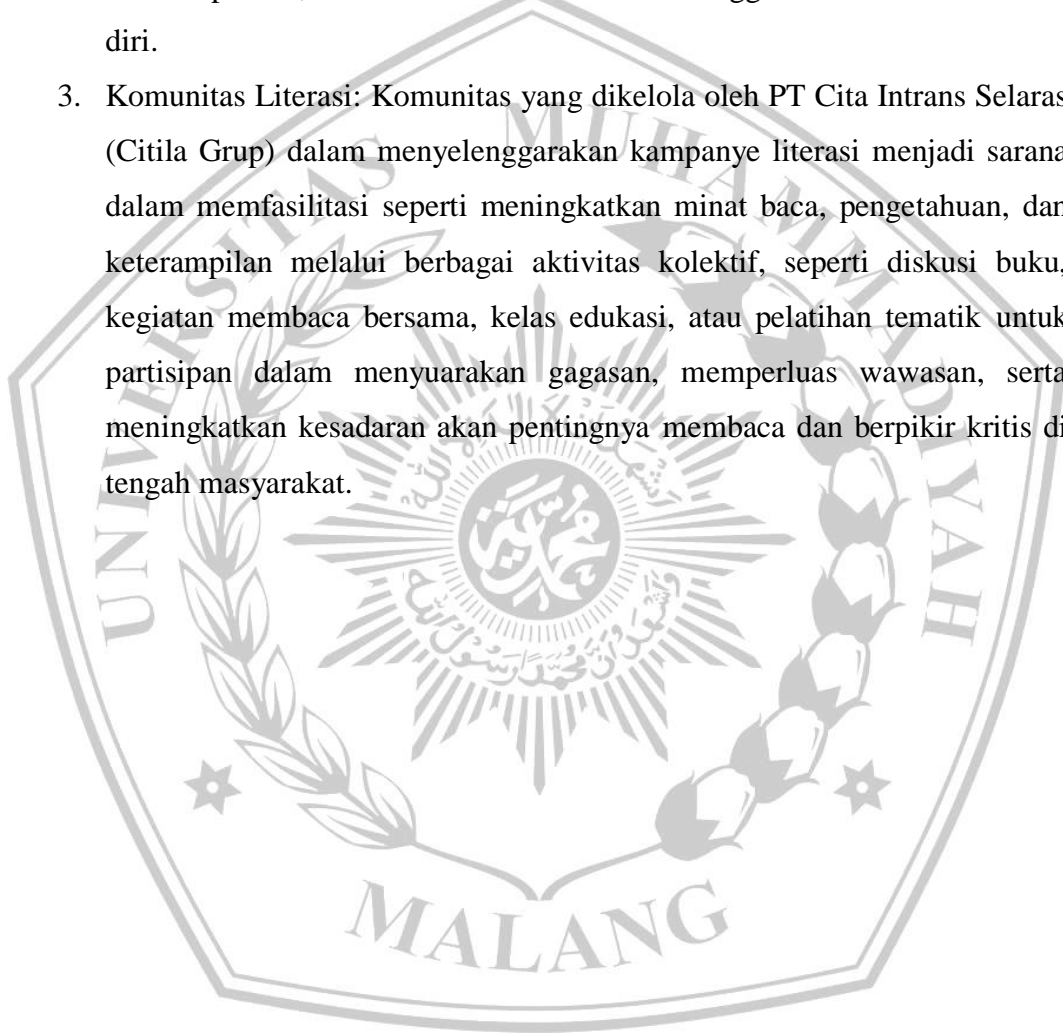 diri.
3. Komunitas Literasi: Komunitas yang dikelola oleh PT Cita Intrans Selaras
(Citila Grup) dalam menyelenggarakan kampanye literasi menjadi sarana
dalam memfasilitasi seperti meningkatkan minat baca, pengetahuan, dan
keterampilan melalui berbagai aktivitas kolektif, seperti diskusi buku,
kegiatan membaca bersama, kelas edukasi, atau pelatihan tematik untuk
partisipan dalam menyuarakan gagasan, memperluas wawasan, serta
meningkatkan kesadaran akan pentingnya membaca dan berpikir kritis di
tengah masyarakat.
UNIVERSITAS MUHAMMADIYAH
MALANG